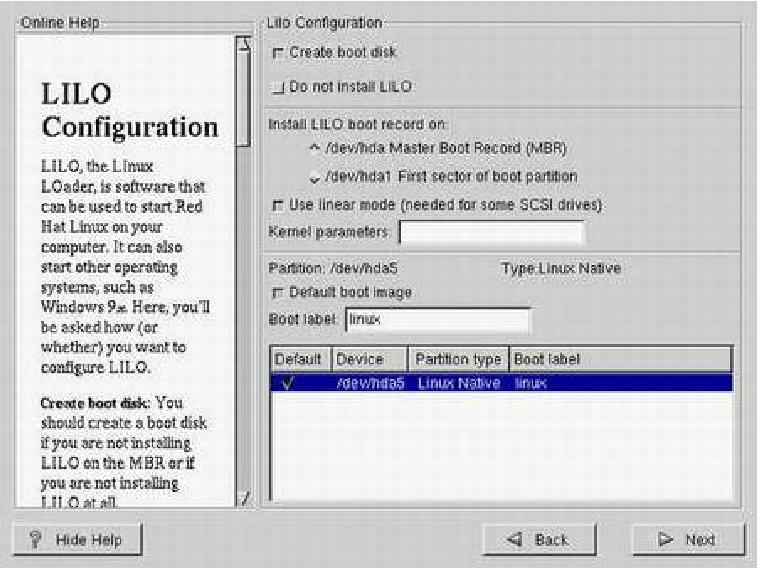 Online Help
LILO
Configuration
LILO, the LInux
LOader, is software that
can be used to start Red
Hat Linux on your
computer. It can also
start other operating
systems, such as
Windows 9x. Here, you'll
be asked how (or
whether) you want to
configure LILO.
Create boot disk: You
should create a boot disk
if you are not installing
LILO on the MBR or if
you are not installing
LILO at all.
Lilo Configuration
Create boot disk
Do not install LILO
Install LILO boot record on:
/dev/hda Master Boot Record (MBR)
/dev/hda1 First sector of boot partition
Use linear mode (needed for some SCSI drives)
Kernel parameters:
Partition: /dev/hda5 Type:Linux Native
Default boot image
Boot label: linux
Default Device Partition type Boot label
/dev/hda5 Linux Native linux
Hide Help Back Next